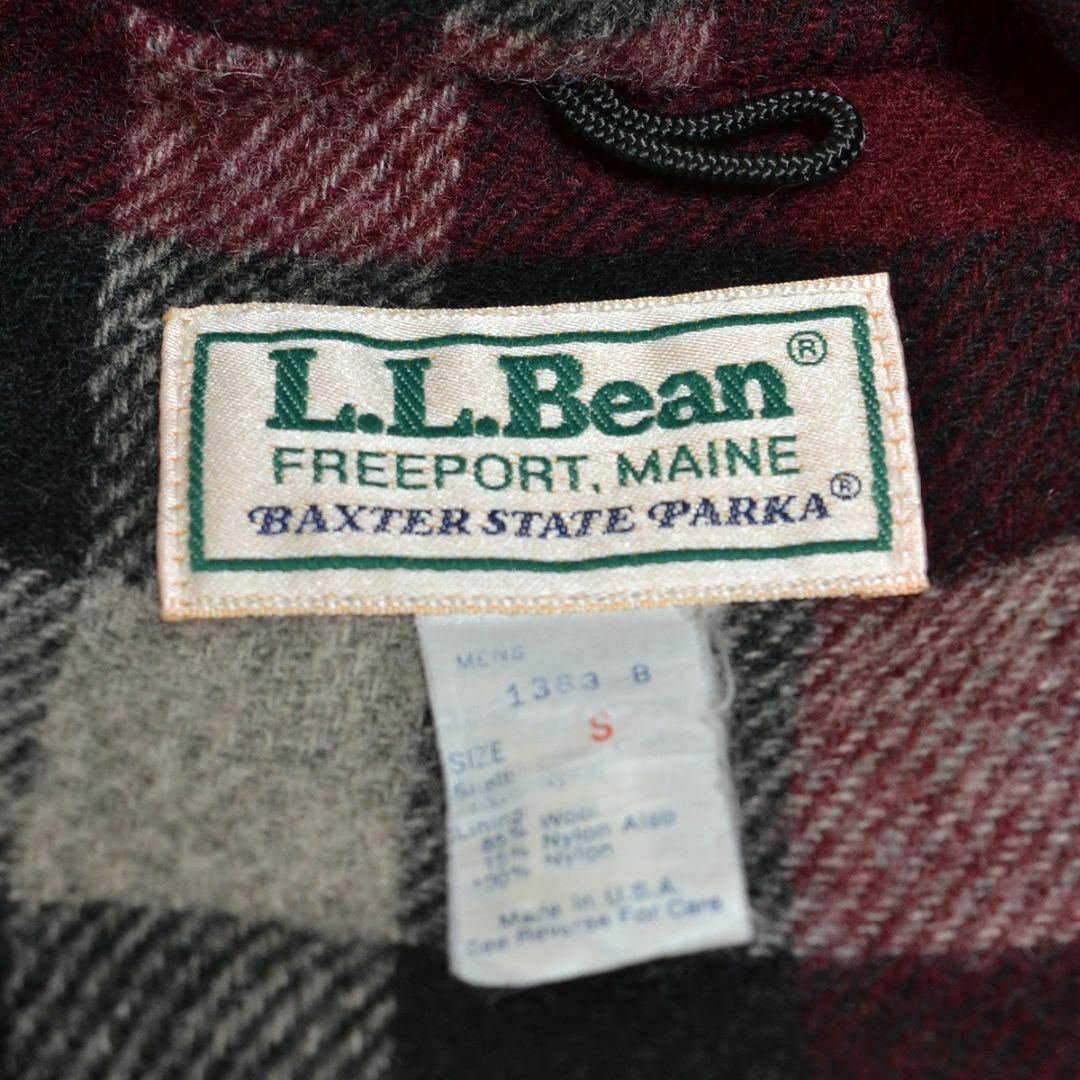 L.L.Bean®
FREEPORT, MAINE
BAXTER STATE PARKA®
MENS
1383 B
S
SIZE
Shell:
Lining
85% Wool
15% Nylon Also
100% Nylon
Made in U.S.A.
See Reverse For Care